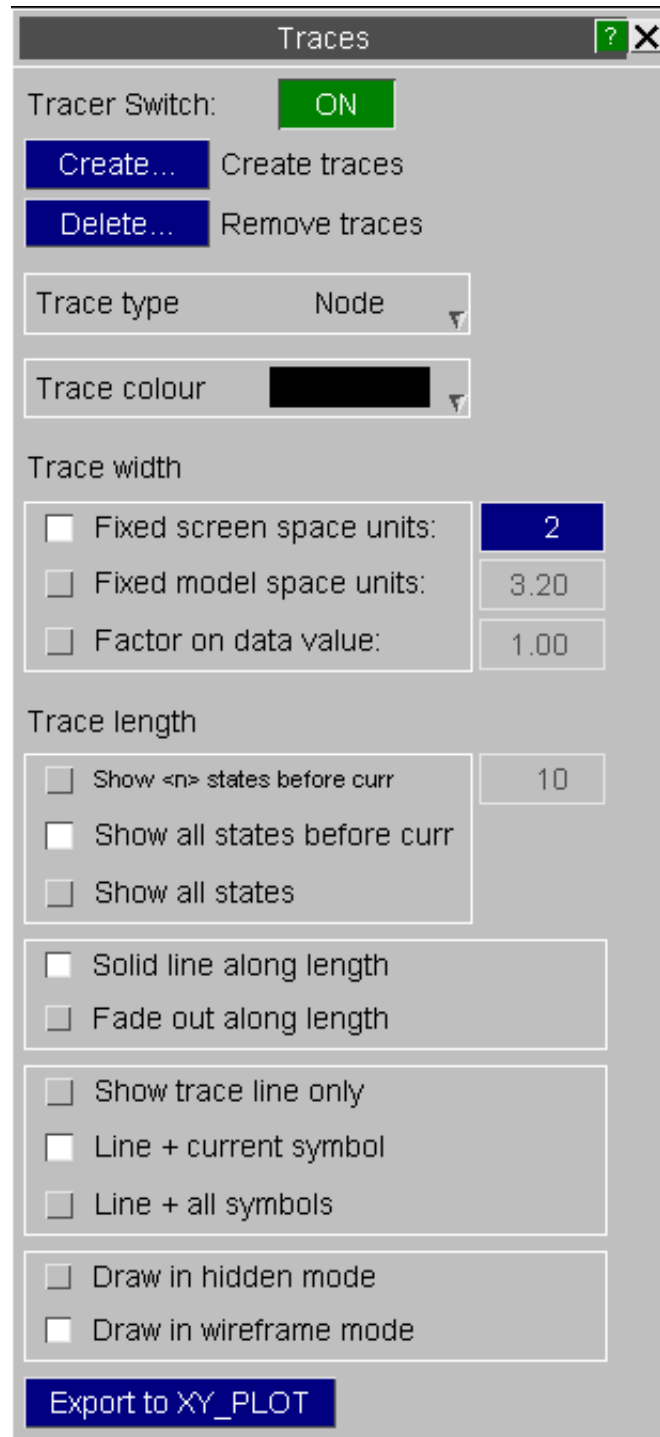 Traces ? X
Tracer Switch: ON
Create... Create traces
Delete... Remove traces
Trace type Node
Trace colour
Trace width
Fixed screen space units: 2
Fixed model space units: 3.20
Factor on data value: 1.00
Trace length
Show <n> states before curr 10
Show all states before curr
Show all states
Solid line along length
Fade out along length
Show trace line only
Line + current symbol
Line + all symbols
Draw in hidden mode
Draw in wireframe mode
Export to XY_PLOT